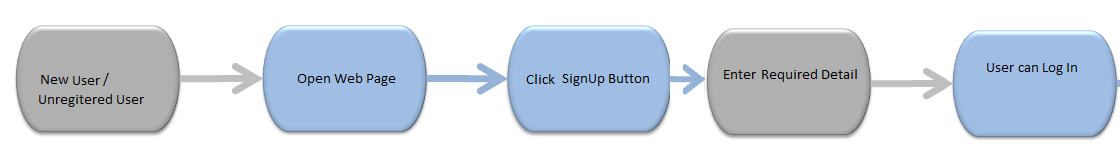 New User /
Unregitered User
Open Web Page
Click SignUp Button
Enter Required Detail
User can Log In